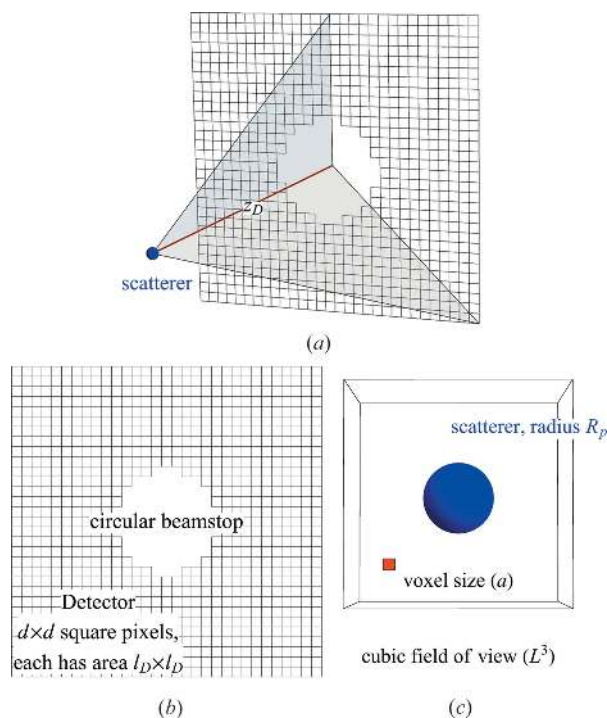 z_D
scatterer
(a)
circular beamstop
Detector
d×d square pixels,
each has area l_D×l_D
(b)
scatterer, radius R_p
voxel size (a)
cubic field of view (L³)
(c)